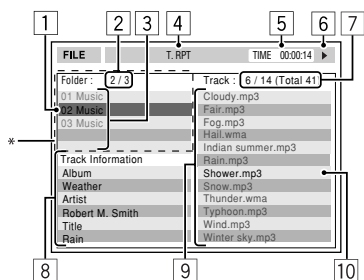 1 2 3 4 5 6 7
FILE T. RPT TIME 00:00:14
Folder : 2 / 3
Track : 6 / 14 (Total 41
01 Music
02 Music
03 Music
*
Cloudy.mp3
Fair.mp3
Fog.mp3
Hail.wma
Indian summer.mp3
Rain.mp3
Shower.mp3
Snow.mp3
Thunder.wma
Typhoon.mp3
Wind.mp3
Winter sky.mp3
Track Information
Album
Weather
Artist
Robert M. Smith
Title
Rain
8 9 10